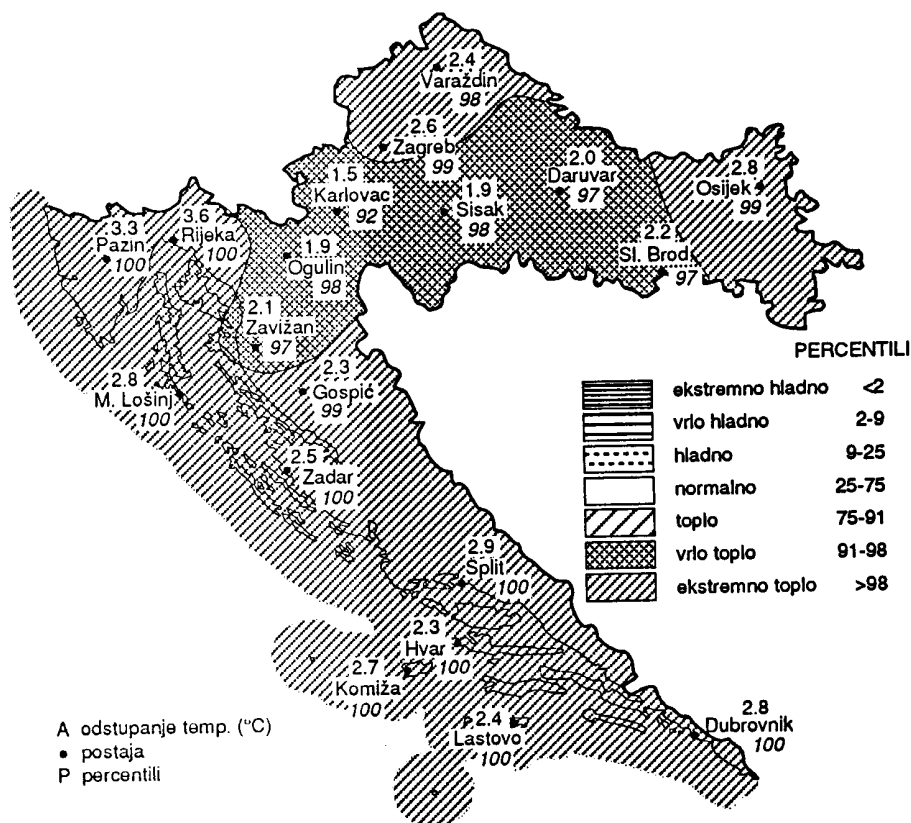 2.4
Varaždin
98
2.6
Zagreb
99
1.5
Karlovac
92
1.9
Sisak
98
2.0
Daruvar
97
2.8
Osijek
99
2.2
Sl. Brod
97
3.3
Pazin
100
3.6
Rijeka
100
1.9
Ogulin
98
2.1
Zavižan
97
2.3
Gospić
99
2.8
M. Lošinj
100
2.5
Zadar
100
2.9
Split
100
2.3
Hvar
100
2.7
Komiža
100
2.4
Lastovo
100
2.8
Dubrovnik
100
PERCENTILI
ekstremno hladno <2
vrlo hladno 2-9
hladno 9-25
normalno 25-75
toplo 75-91
vrlo toplo 91-98
ekstremno toplo >98
A odstupanje temp. (°C)
• postaja
P percentili